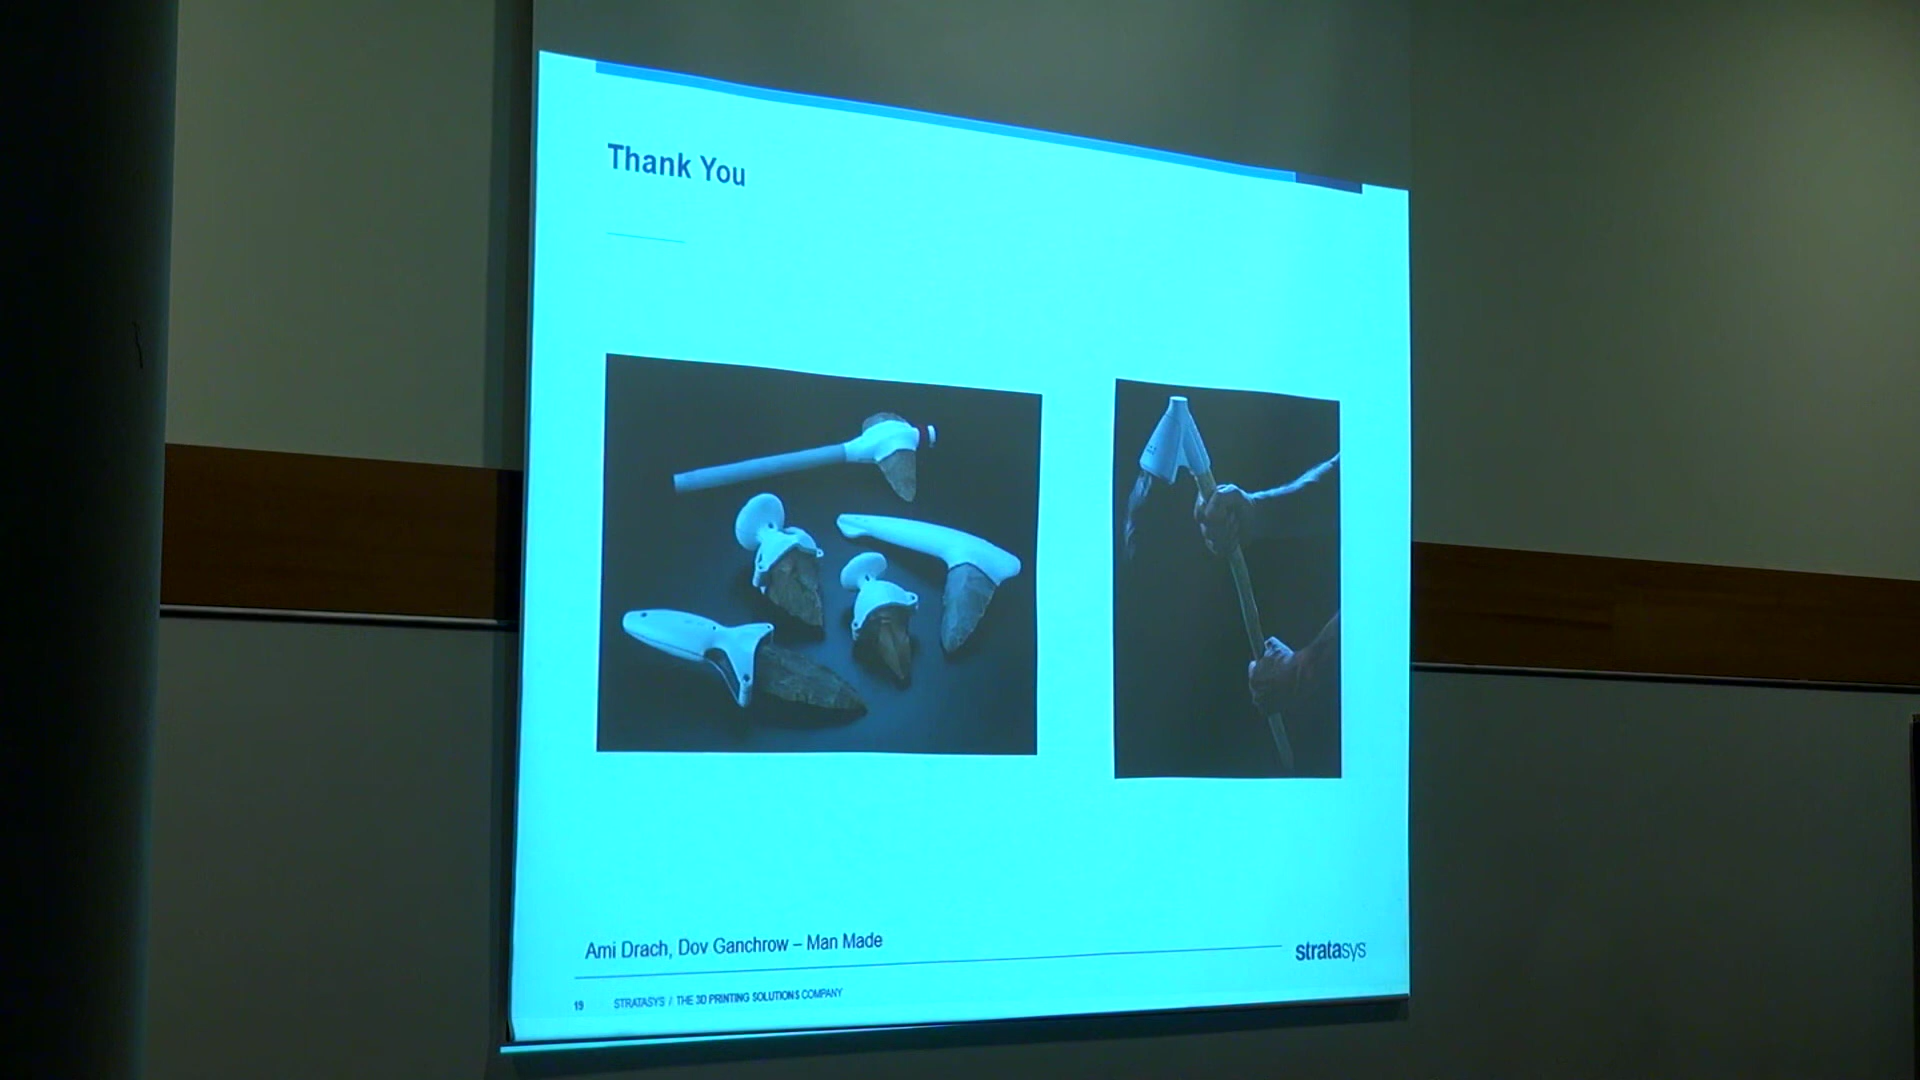 Thank You
Ami Drach, Dov Ganchrow – Man Made
stratasys
19 STRATASYS / THE 3D PRINTING SOLUTIONS COMPANY